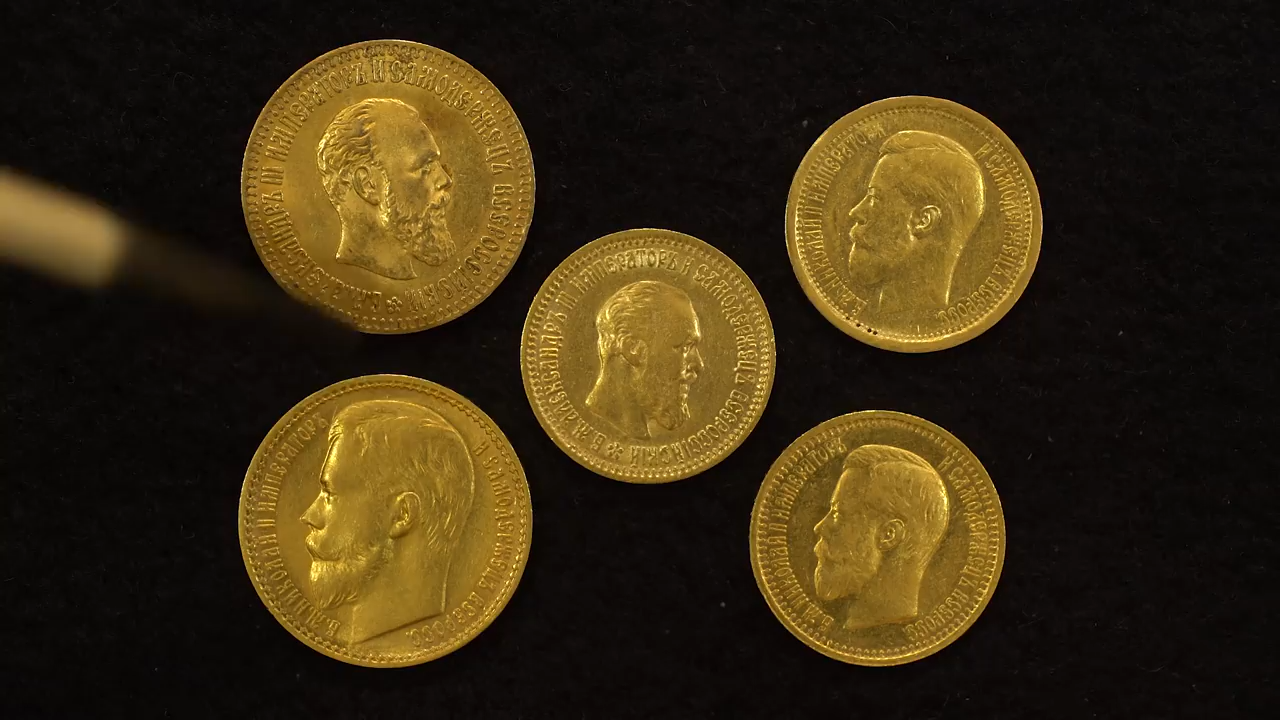 Б.М.АЛЕКСАНДРЪ III ИМПЕРАТОРЪ И САМОДЕРЖЕЦЪ ВСЕРОССІЙСКІЙ
Б.М.НИКОЛАЙ II ИМПЕРАТОРЪ И САМОДЕРЖЕЦЪ ВСЕРОСС.
Б.М.АЛЕКСАНДРЪ III ИМПЕРАТОРЪ И САМОДЕРЖЕЦЪ ВСЕРОССІЙСКІЙ
Б.М.НИКОЛАЙ II ИМПЕРАТОРЪ И САМОДЕРЖЕЦЪ ВСЕРОСС.
Б.М.НИКОЛАЙ II ИМПЕРАТОРЪ И САМОДЕРЖЕЦЪ ВСЕРОСС.